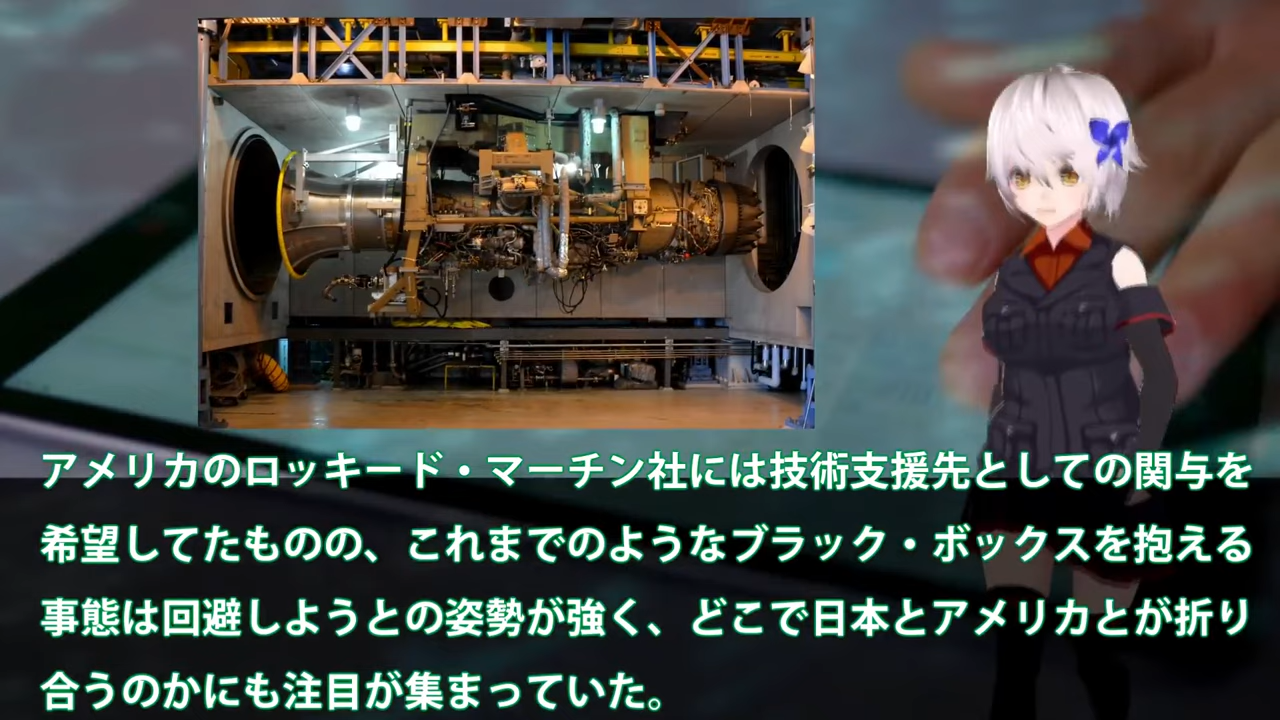 アメリカのロッキード・マーチン社には技術支援先としての関与を
希望してたものの、これまでのようなブラック・ボックスを抱える
事態は回避しようとの姿勢が強く、どこで日本とアメリカとが折り
合うのかにも注目が集まっていた。